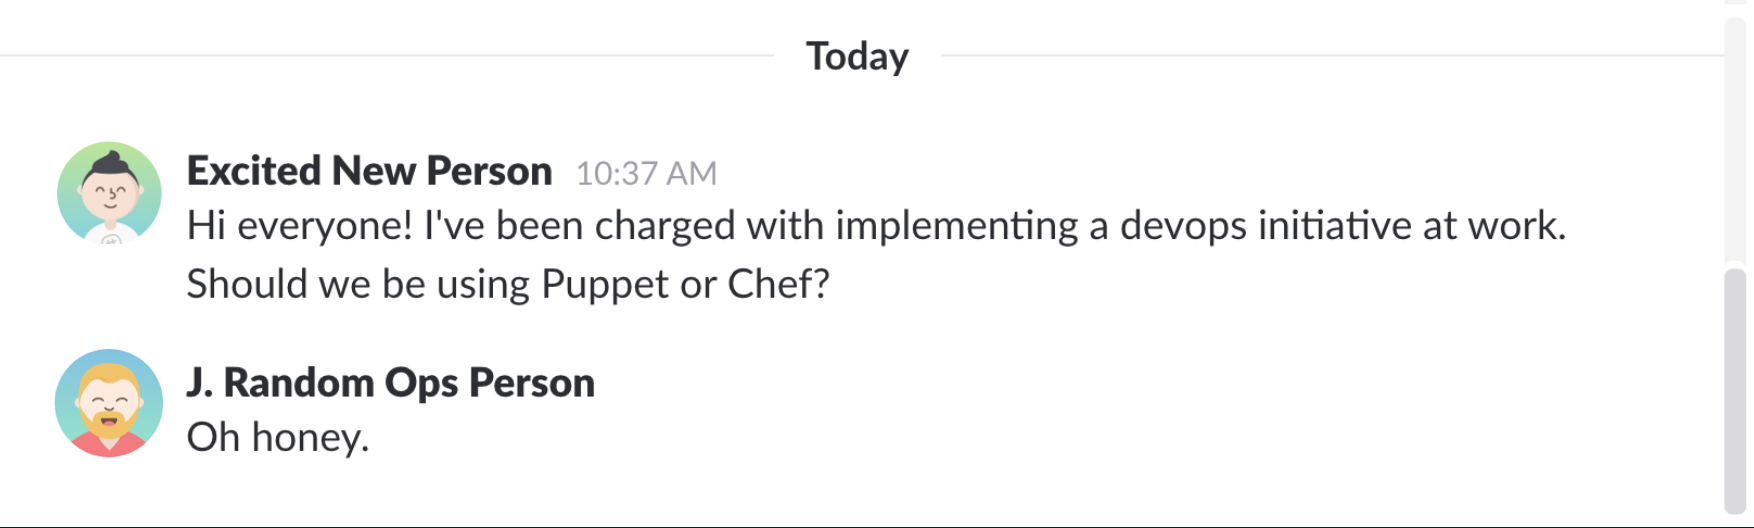 Today
Excited New Person 10:37 AM
Hi everyone! I've been charged with implementing a devops initiative at work.
Should we be using Puppet or Chef?
J. Random Ops Person
Oh honey.